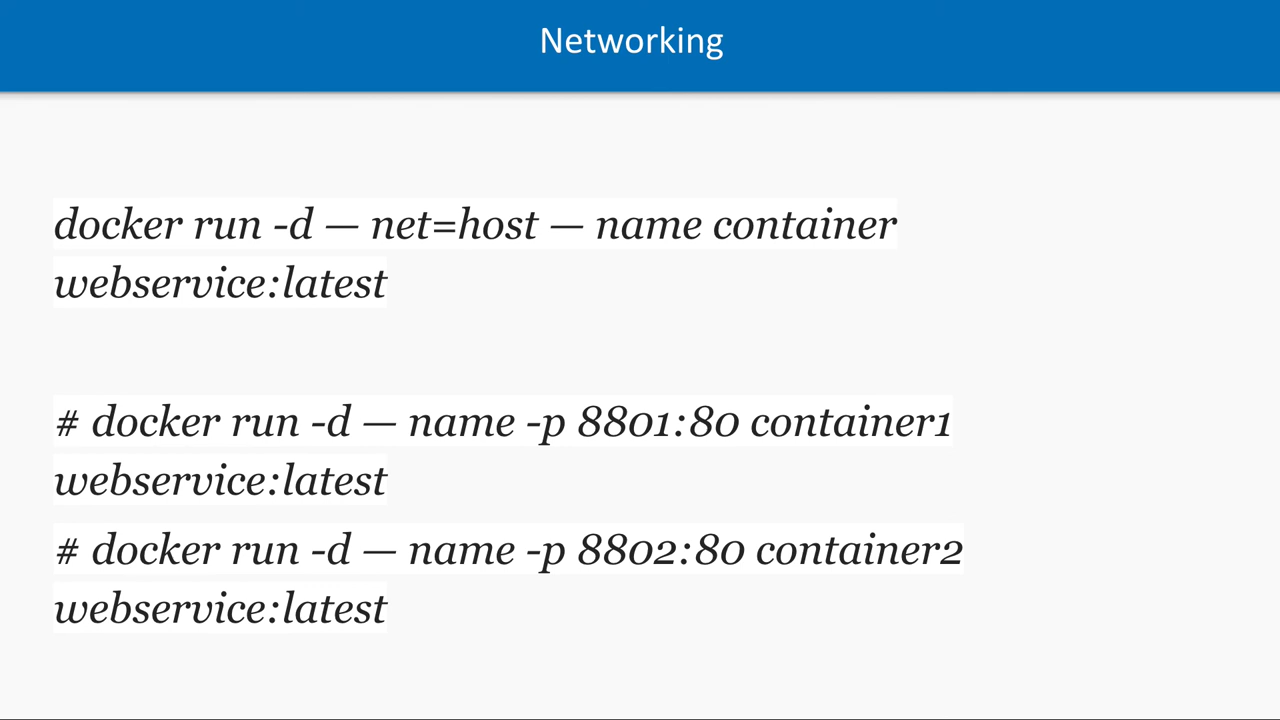 Networking
docker run -d — net=host — name container
webservice:latest
# docker run -d — name -p 8801:80 container1
webservice:latest
# docker run -d — name -p 8802:80 container2
webservice:latest